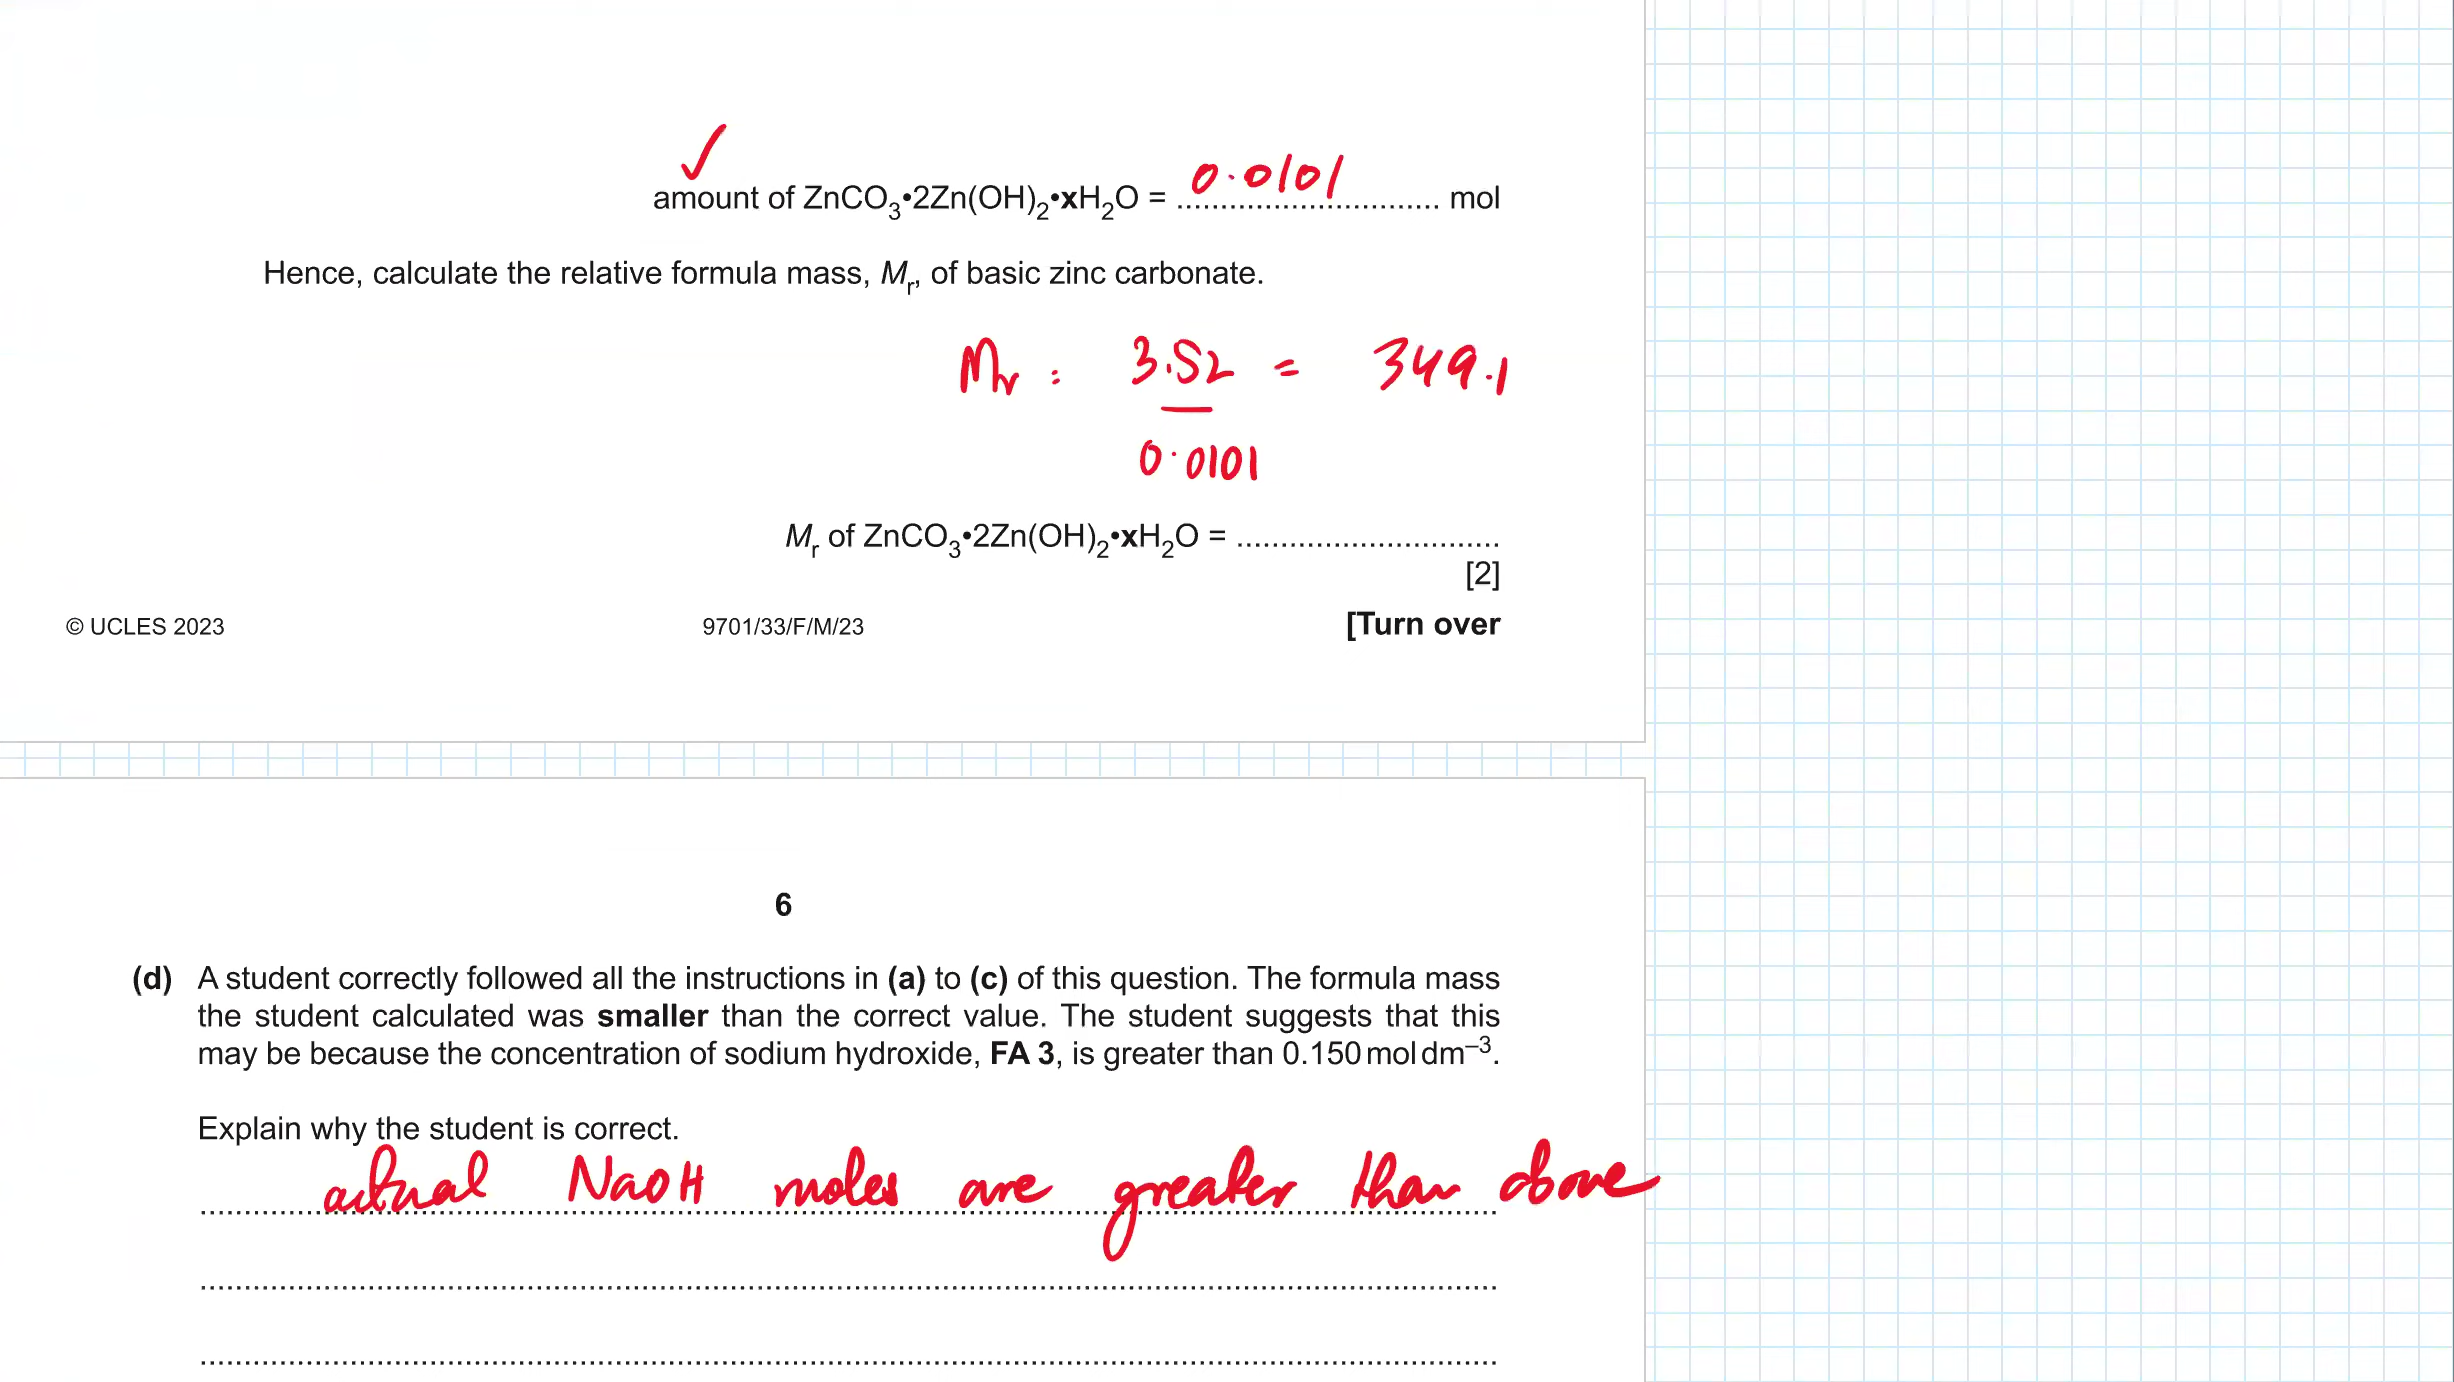 amount of ZnCO3•2Zn(OH)2•xH2O = 0.0101 mol
Hence, calculate the relative formula mass, Mr, of basic zinc carbonate.
Mr : 3.52 = 349.1
0.0101
Mr of ZnCO3•2Zn(OH)2•xH2O = ..............................
[2]
© UCLES 2023 9701/33/F/M/23 [Turn over
6
(d) A student correctly followed all the instructions in (a) to (c) of this question. The formula mass
the student calculated was smaller than the correct value. The student suggests that this
may be because the concentration of sodium hydroxide, FA 3, is greater than 0.150 mol dm–3.
Explain why the student is correct.
actual NaOH moles are greater than above